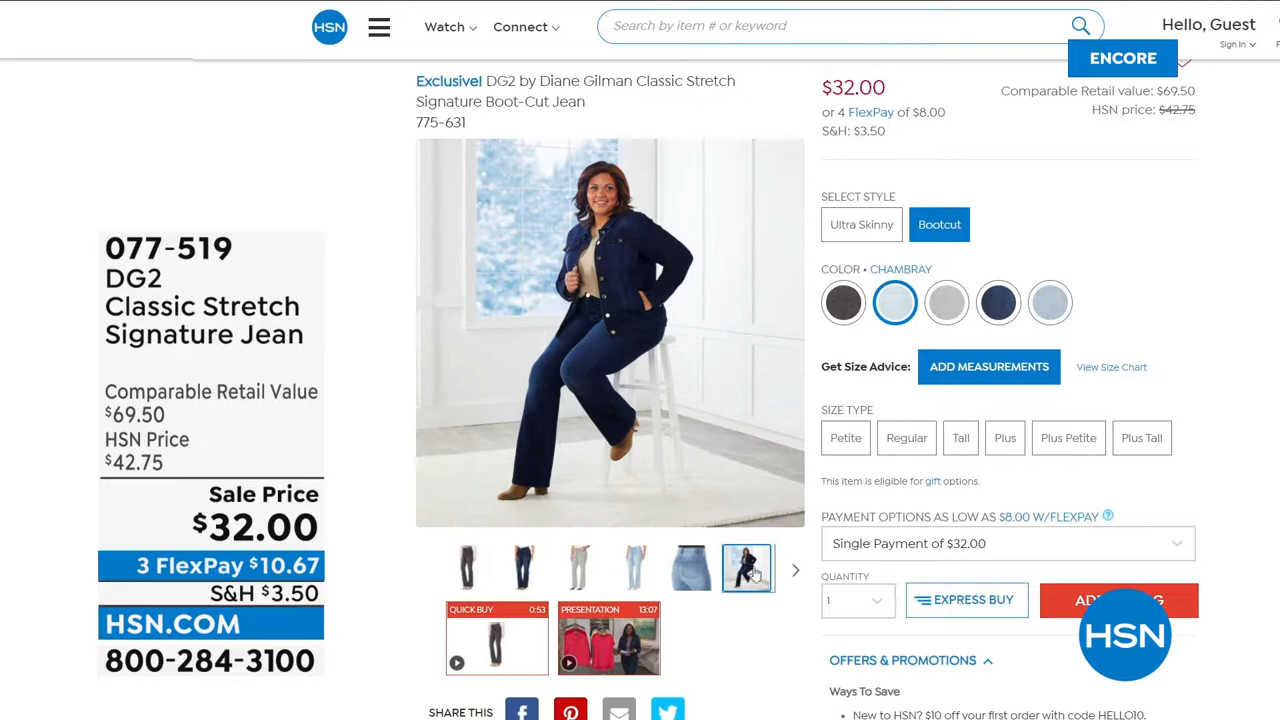 HSN
Watch
Connect
Search by item # or keyword
Hello, Guest
Sign In
ENCORE
Exclusive! DG2 by Diane Gilman Classic Stretch
Signature Boot-Cut Jean
775-631
$32.00
Comparable Retail value: $69.50
or 4 FlexPay of $8.00
HSN price: $42.75
S&H: $3.50
SELECT STYLE
Ultra Skinny
Bootcut
COLOR • CHAMBRAY
Get Size Advice:
ADD MEASUREMENTS
View Size Chart
SIZE TYPE
Petite
Regular
Tall
Plus
Plus Petite
Plus Tall
This item is eligible for gift options.
PAYMENT OPTIONS AS LOW AS $8.00 W/FLEXPAY
Single Payment of $32.00
QUANTITY
1
EXPRESS BUY
HSN
OFFERS & PROMOTIONS
Ways To Save
• New to HSN? $10 off your first order with code HELLO10.
077-519
DG2
Classic Stretch
Signature Jean
Comparable Retail Value
$69.50
HSN Price
$42.75
Sale Price
$32.00
3 FlexPay $10.67
S&H $3.50
HSN.COM
800-284-3100
QUICK BUY 0:53
PRESENTATION 13:07
SHARE THIS